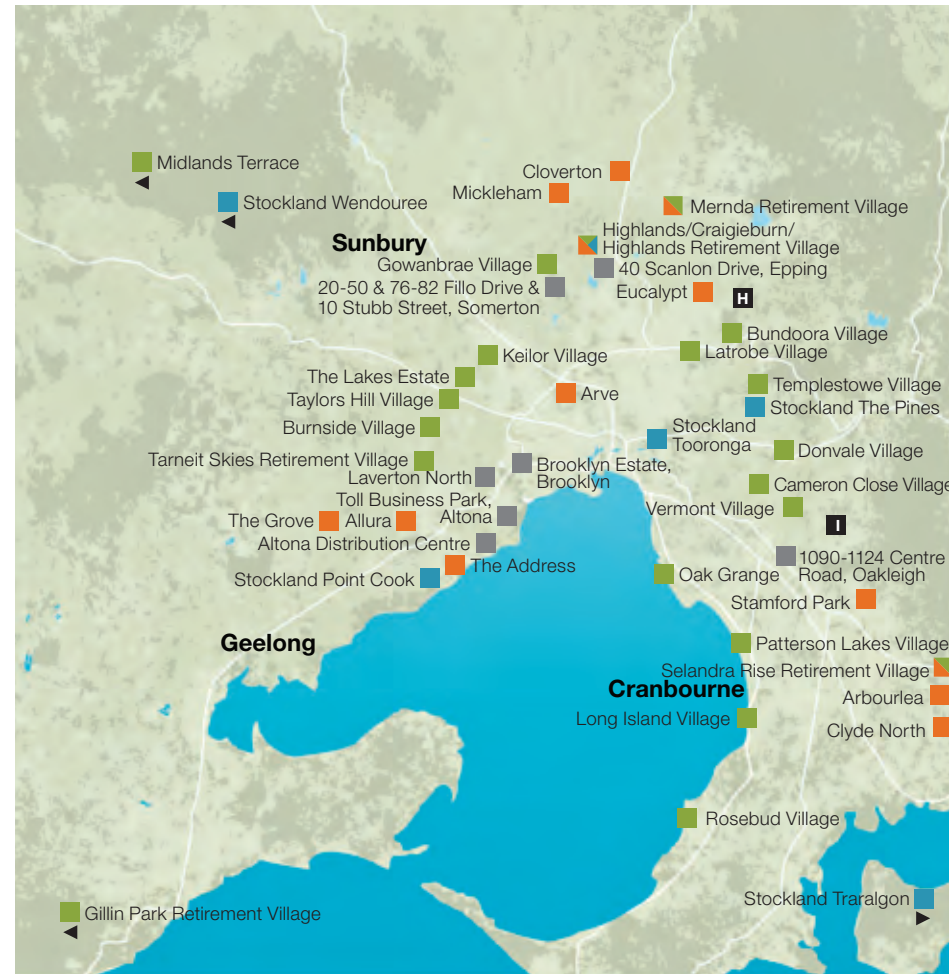 Midlands Terrace
Cloverton
Mickleham
Stockland Wendouree
Mernda Retirement Village
Sunbury
Highlands/Craigieburn/
Highlands Retirement Village
Gowanbrae Village
40 Scanlon Drive, Epping
20-50 & 76-82 Fillo Drive &
10 Stubb Street, Somerton
Eucalypt
H
Bundoora Village
Keilor Village
Latrobe Village
The Lakes Estate
Templestowe Village
Taylors Hill Village
Arve
Stockland The Pines
Burnside Village
Stockland
Tooronga
Donvale Village
Tarneit Skies Retirement Village
Brooklyn Estate,
Brooklyn
Laverton North
Cameron Close Village
Toll Business Park,
Altona
Vermont Village
The Grove
Allura
I
Altona Distribution Centre
1090-1124 Centre
Road, Oakleigh
The Address
Stockland Point Cook
Oak Grange
Stamford Park
Geelong
Patterson Lakes Village
Selandra Rise Retirement Village
Cranbourne
Arbourlea
Long Island Village
Clyde North
Rosebud Village
Stockland Traralgon
Gillin Park Retirement Village